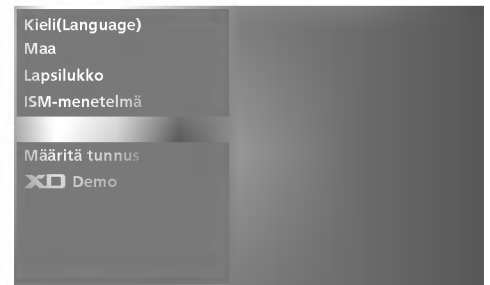 Kieli(Language)
Maa
Lapsilukko
ISM-menetelmä
Määritä tunnus
XD Demo